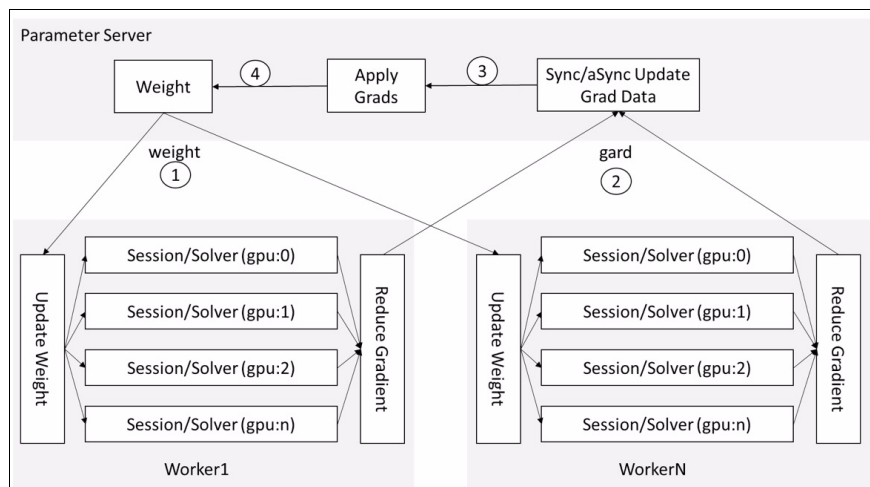 Parameter Server
Weight
4
Apply
Grads
3
Sync/aSync Update
Grad Data
weight
1
gard
2
Update Weight
Session/Solver (gpu:0)
Session/Solver (gpu:1)
Session/Solver (gpu:2)
Session/Solver (gpu:n)
Reduce Gradient
Worker1
Update Weight
Session/Solver (gpu:0)
Session/Solver (gpu:1)
Session/Solver (gpu:2)
Session/Solver (gpu:n)
Reduce Gradient
WorkerN